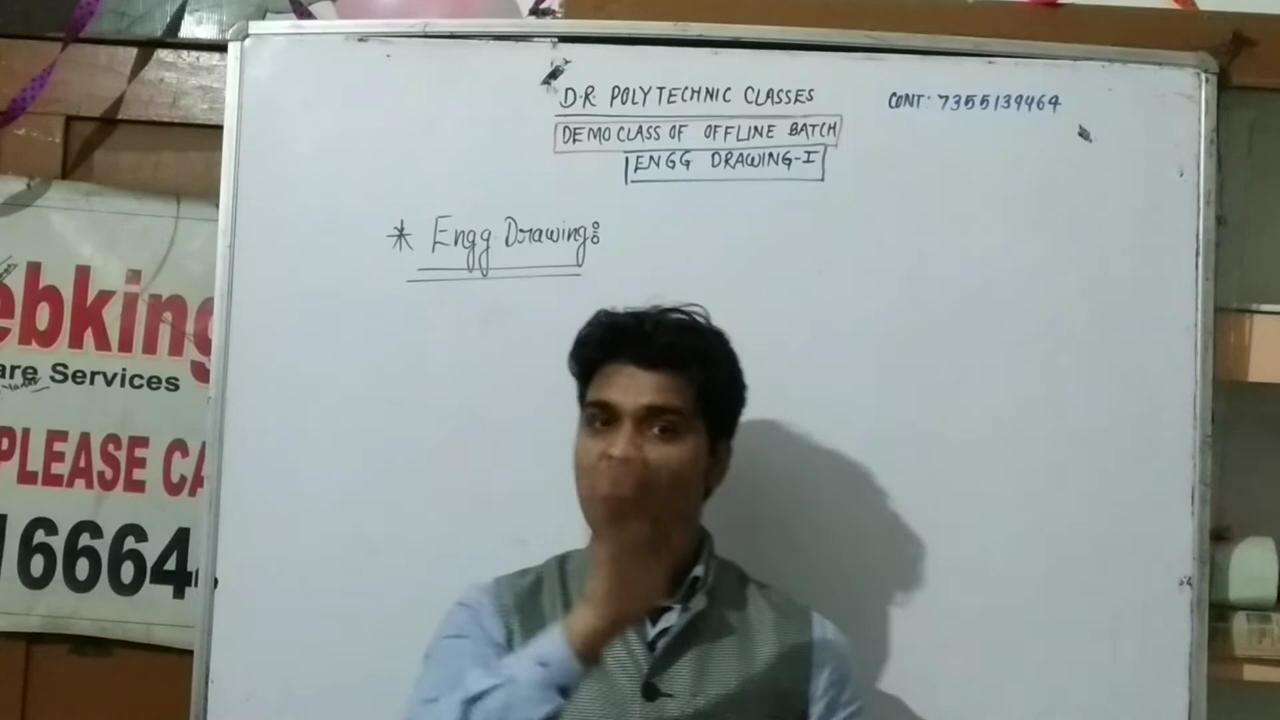 D.R POLYTECHNIC CLASSES
CONT: 7355139464
DEMO CLASS OF OFFLINE BATCH
ENGG DRAWING-I
* Engg Drawing:
ebking
are Services
PLEASE CA
16664